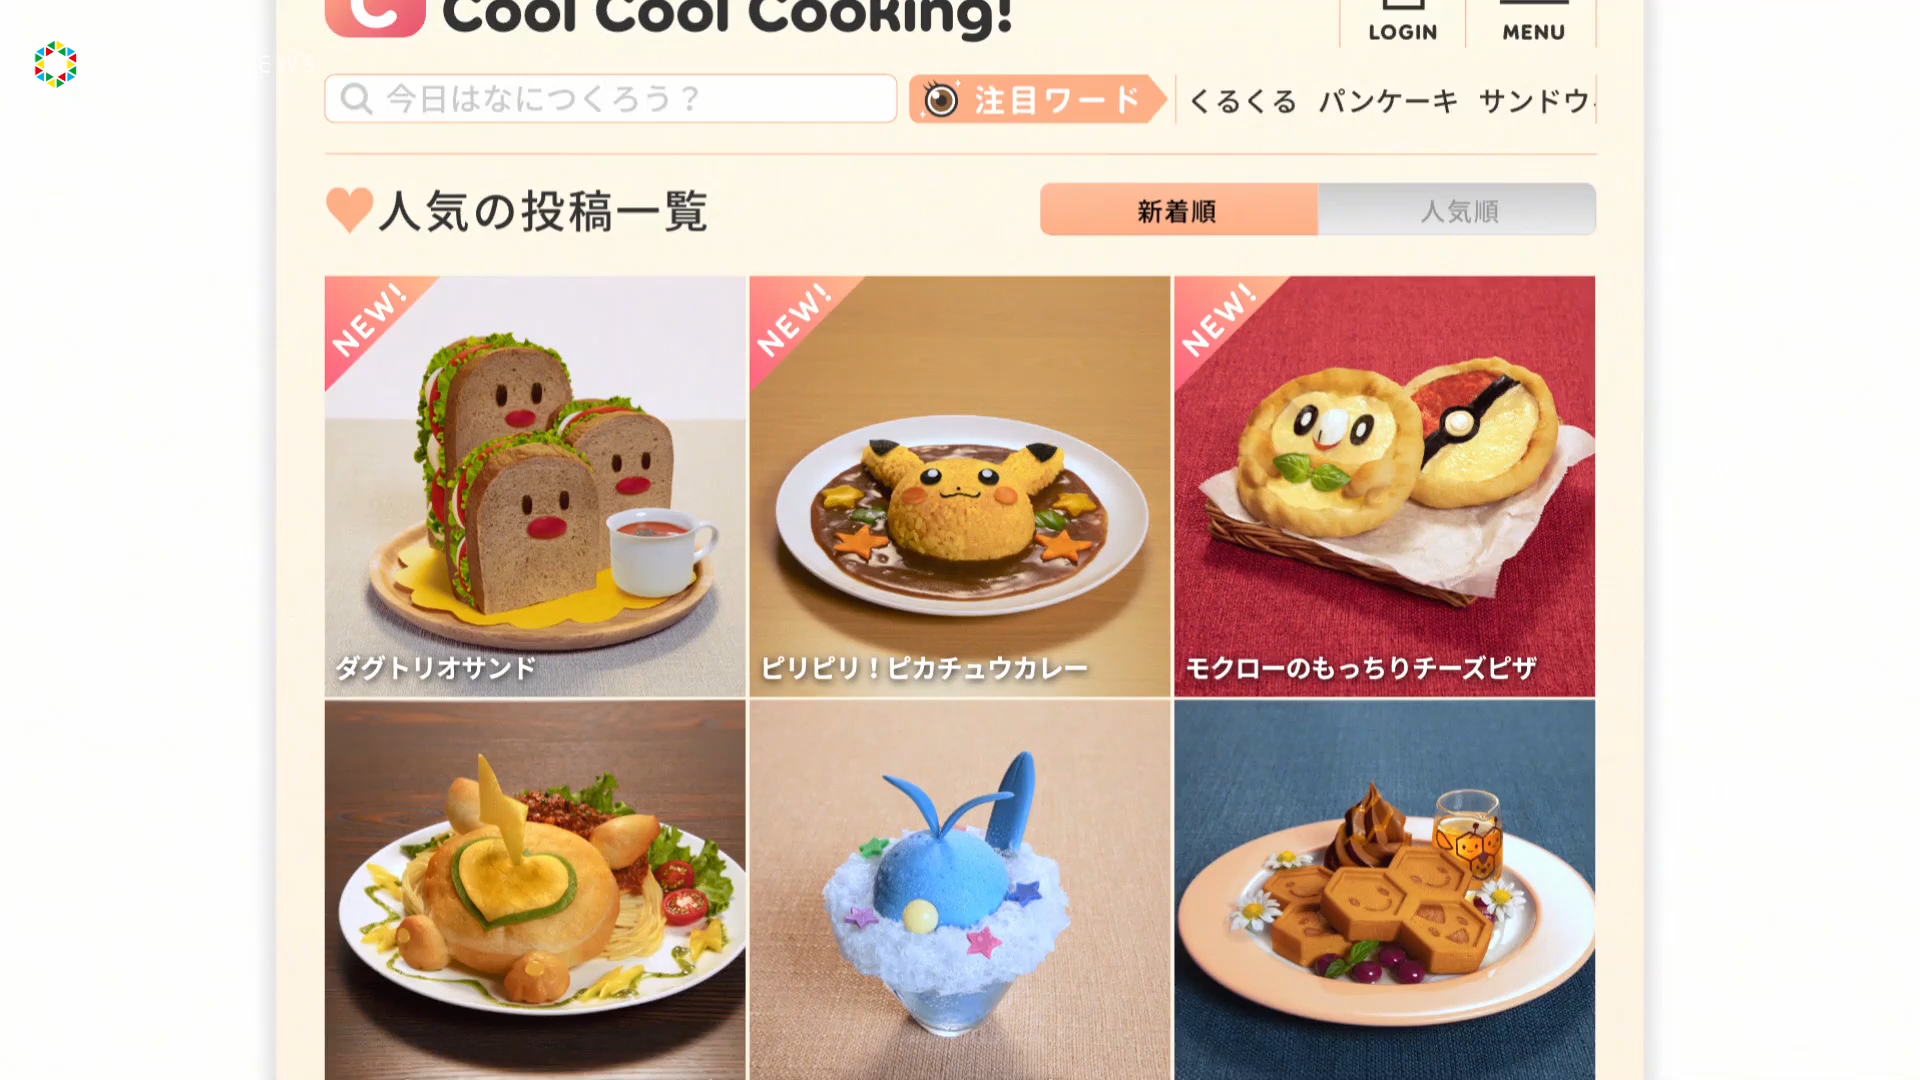 C Cool Cool Cooking!
LOGIN
MENU
今日はなにつくろう？
注目ワード
くるくる パンケーキ サンドウ
人気の投稿一覧
新着順
人気順
NEW!
NEW!
NEW!
ダグトリオサンド
ピリピリ！ピカチュウカレー
モクローのもっちりチーズピザ